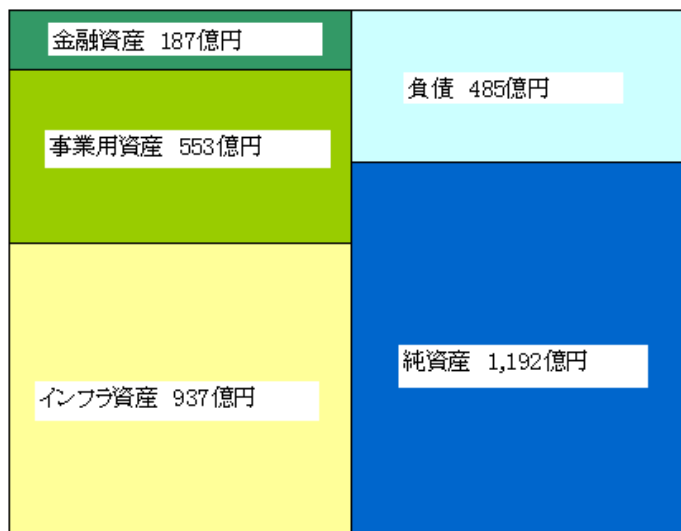 金融資産 187億円
事業用資産 553億円
インフラ資産 937億円
負債 485億円
純資産 1,192億円